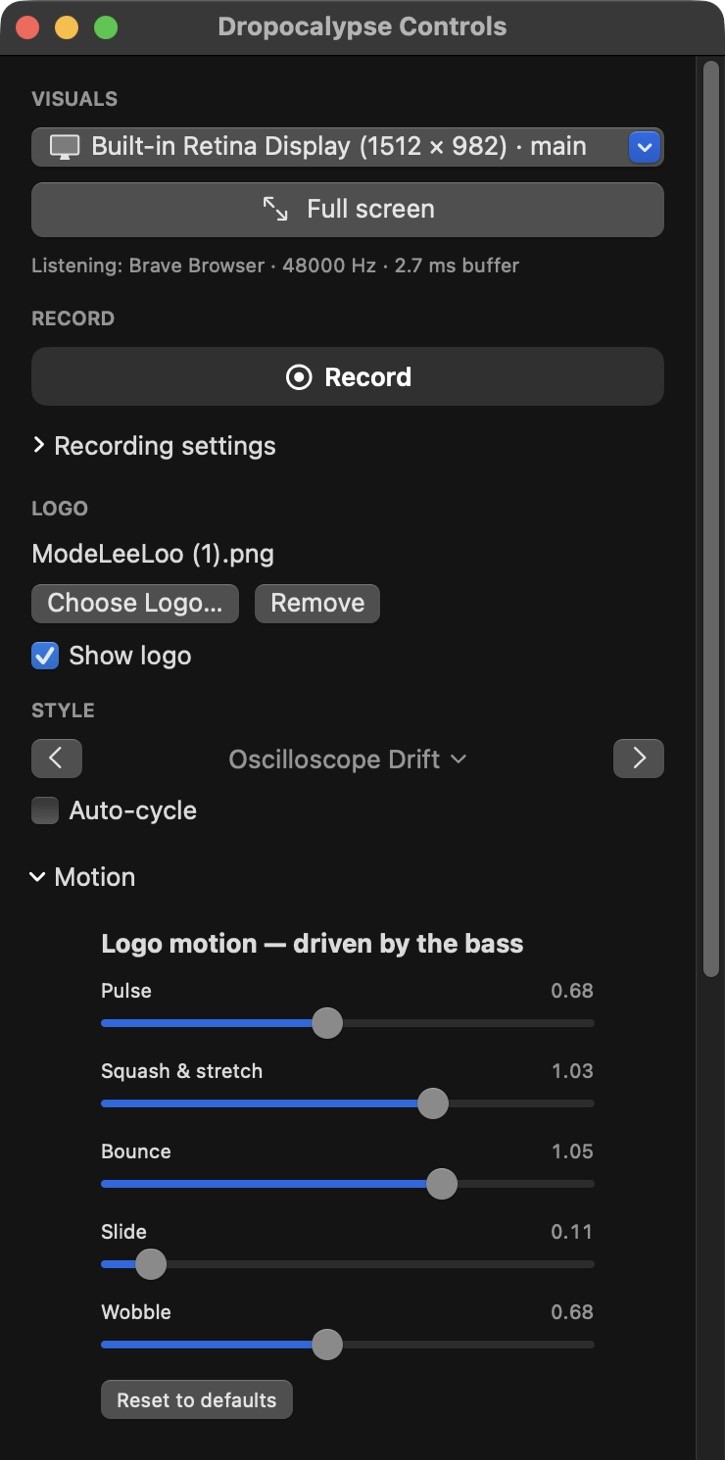 Dropocalypse Controls
VISUALS
Built-in Retina Display (1512 × 982) · main
Full screen
Listening: Brave Browser · 48000 Hz · 2.7 ms buffer
RECORD
Record
Recording settings
LOGO
ModeLeeLoo (1).png
Choose Logo... Remove
Show logo
STYLE
Oscilloscope Drift
Auto-cycle
Motion
Logo motion — driven by the bass
Pulse 0.68
Squash & stretch 1.03
Bounce 1.05
Slide 0.11
Wobble 0.68
Reset to defaults